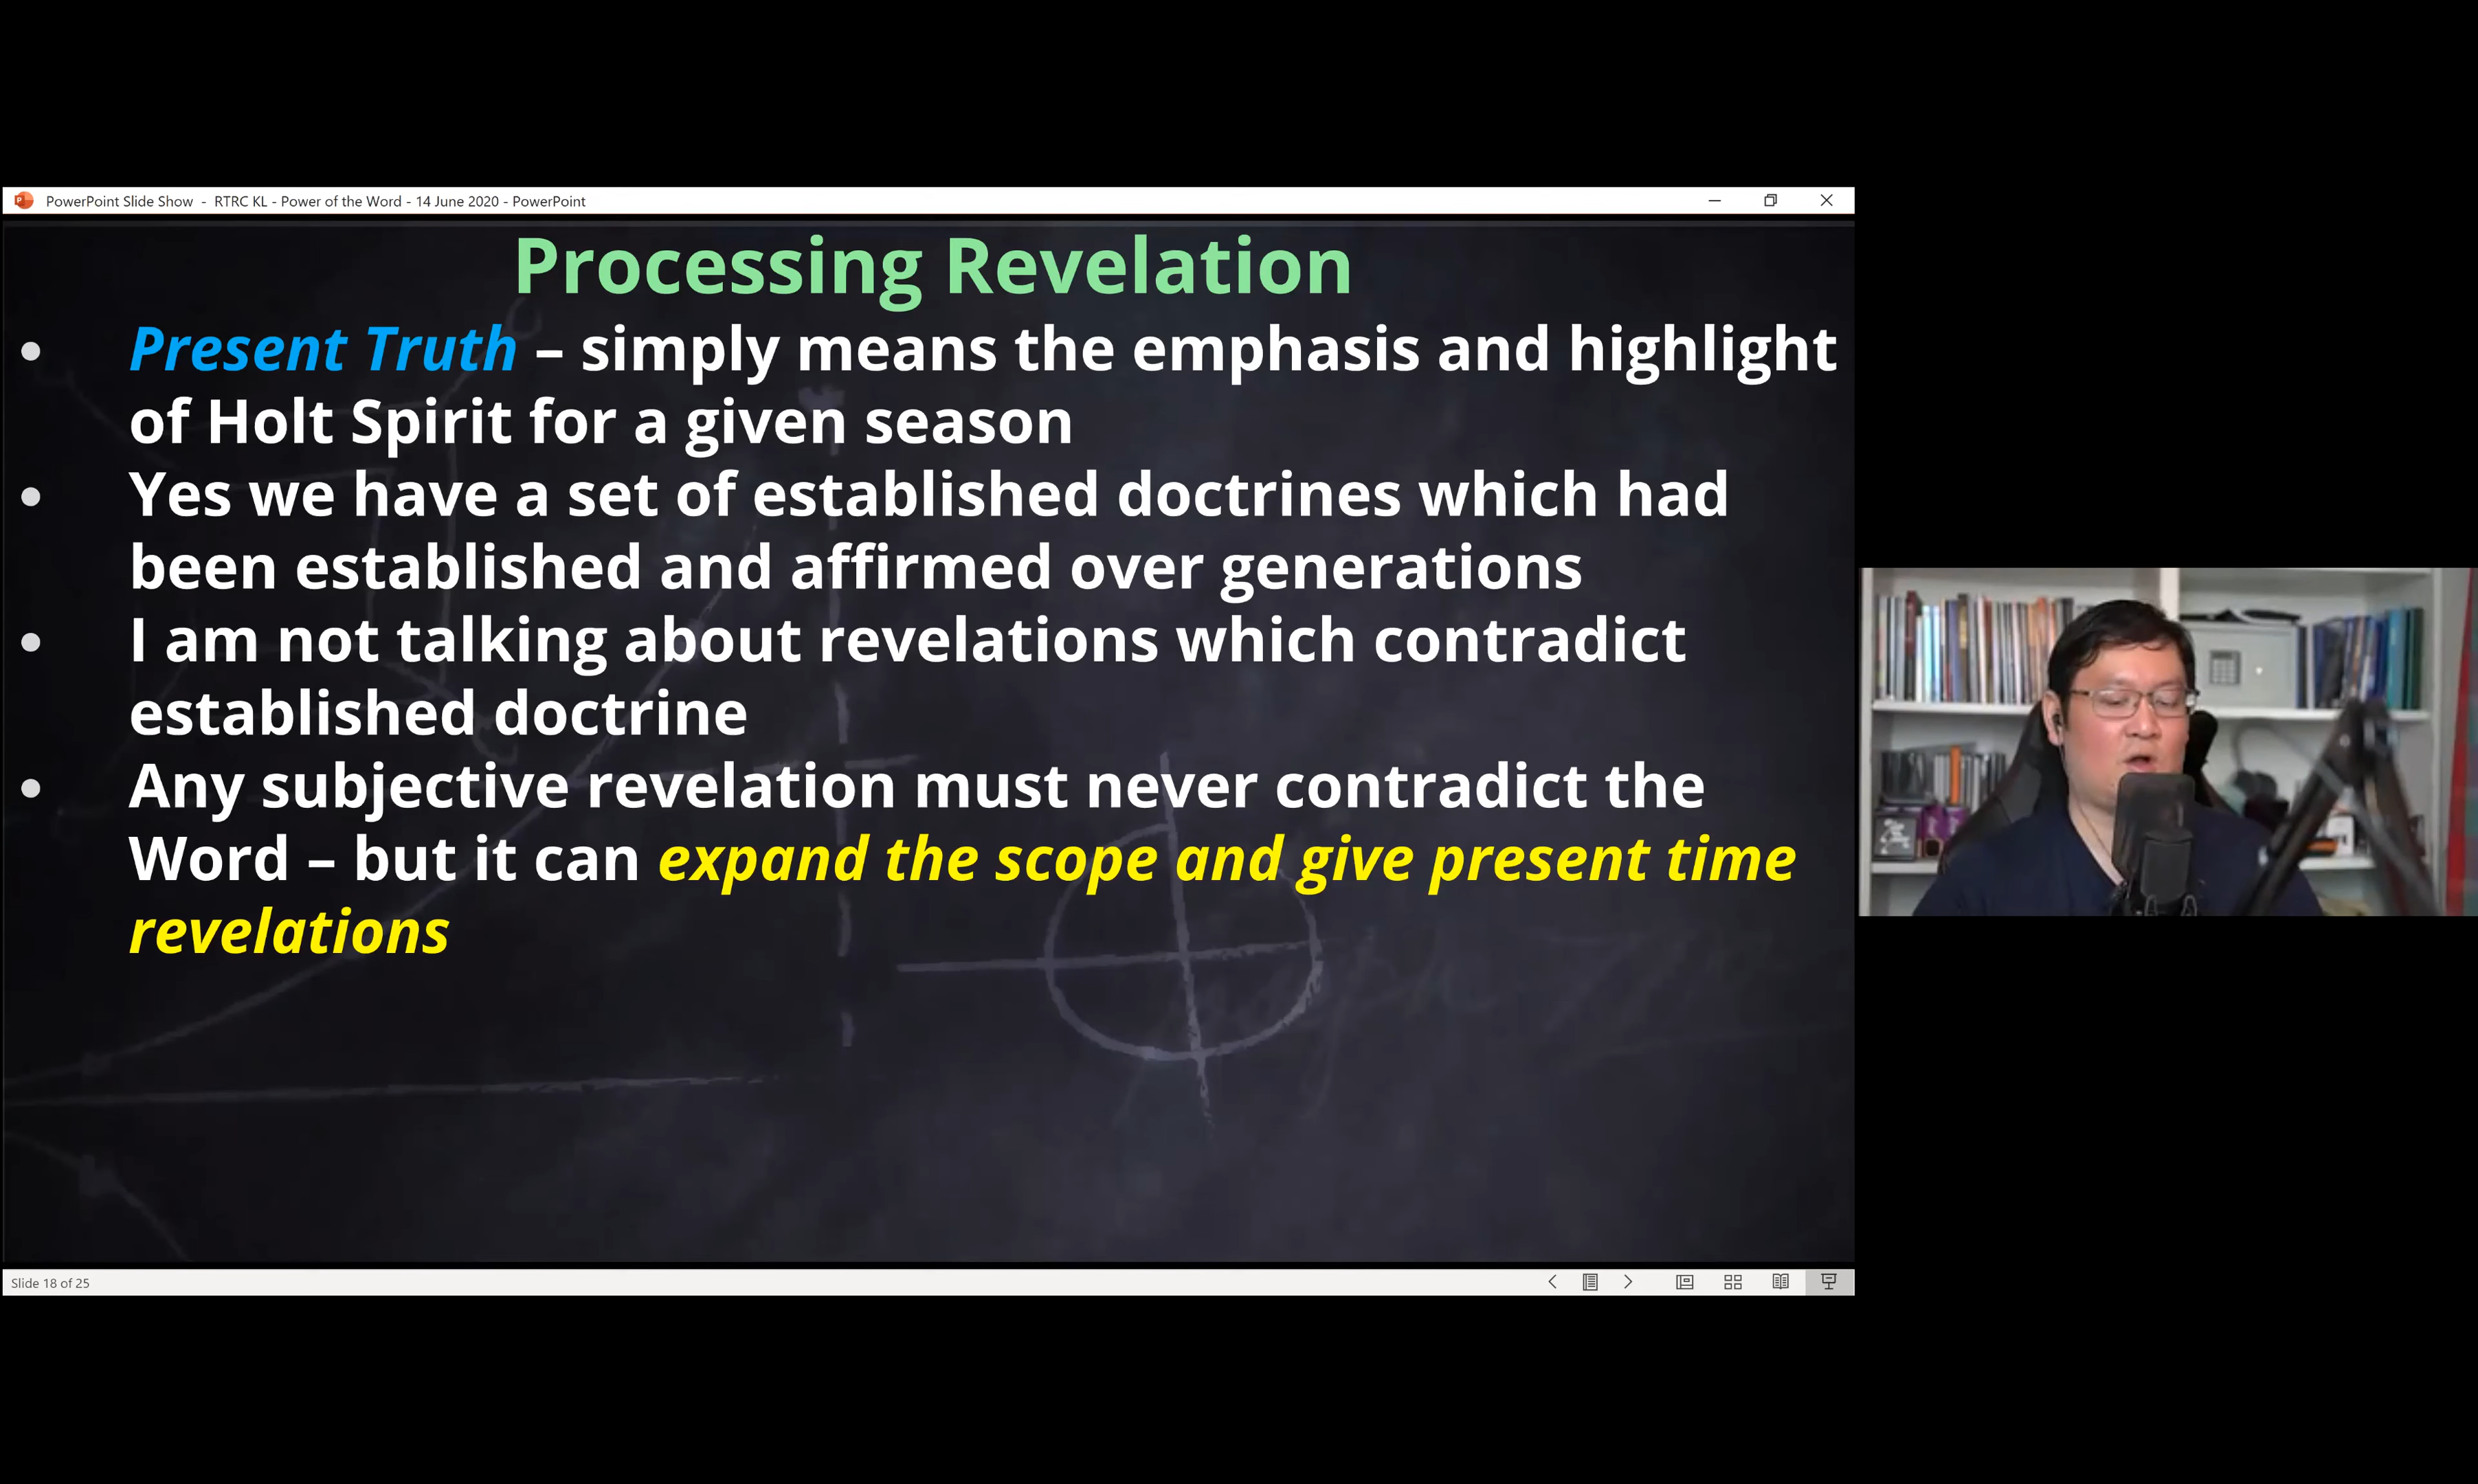 PowerPoint Slide Show - RTRC KL - Power of the Word - 14 June 2020 - PowerPoint
Processing Revelation
• Present Truth – simply means the emphasis and highlight
of Holt Spirit for a given season
• Yes we have a set of established doctrines which had
been established and affirmed over generations
• I am not talking about revelations which contradict
established doctrine
• Any subjective revelation must never contradict the
Word – but it can expand the scope and give present time
revelations
Slide 18 of 25